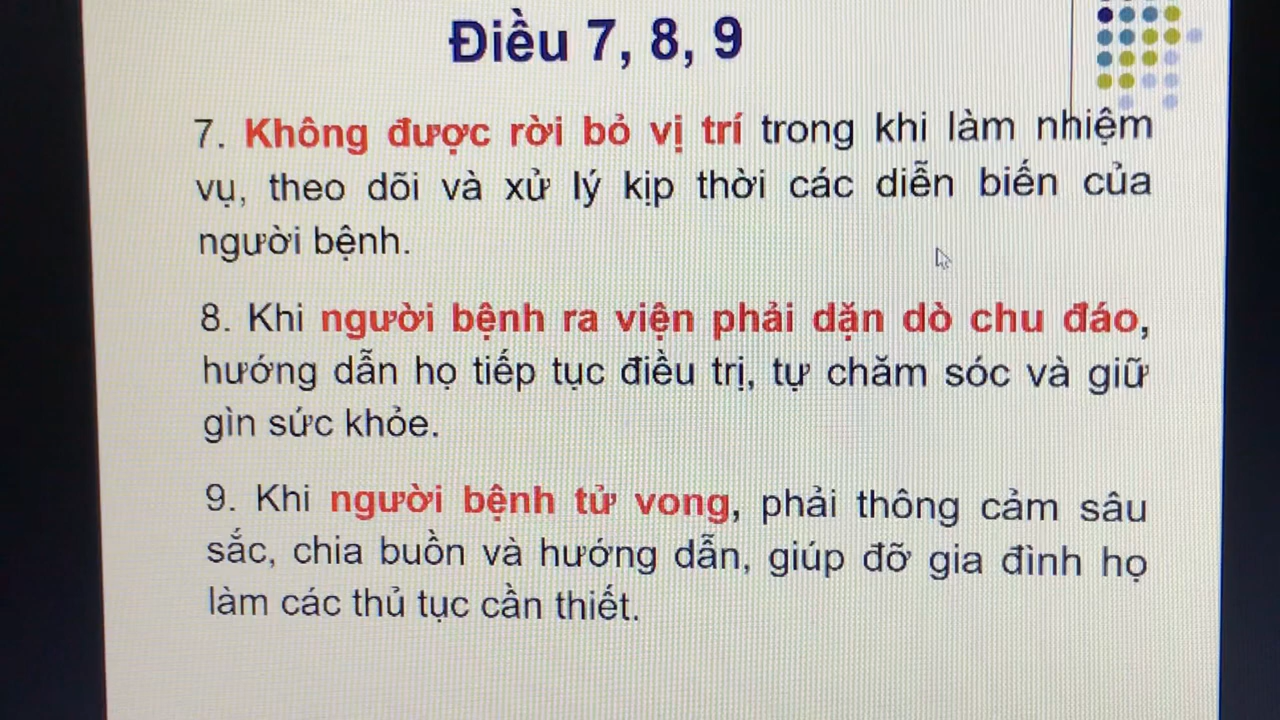 Điều 7, 8, 9
7. Không được rời bỏ vị trí trong khi làm nhiệm
vụ, theo dõi và xử lý kịp thời các diễn biến của
người bệnh.
8. Khi người bệnh ra viện phải dặn dò chu đáo,
hướng dẫn họ tiếp tục điều trị, tự chăm sóc và giữ
gìn sức khỏe.
9. Khi người bệnh tử vong, phải thông cảm sâu
sắc, chia buồn và hướng dẫn, giúp đỡ gia đình họ
làm các thủ tục cần thiết.